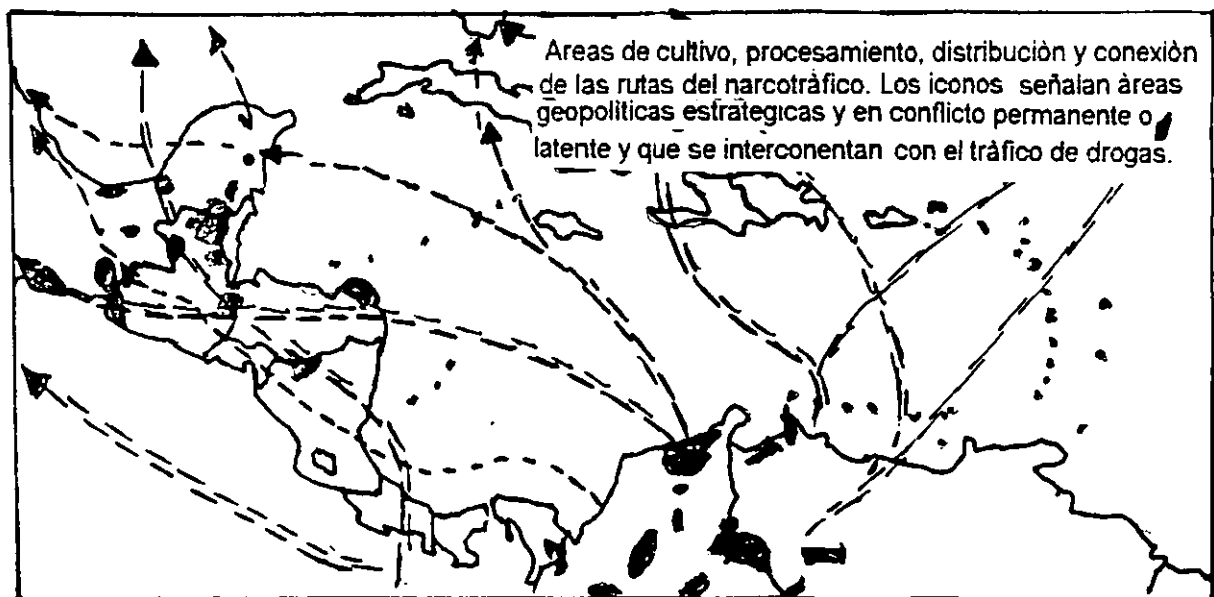 Areas de cultivo, procesamiento, distribuciòn y conexiòn
de las rutas del narcotràfico. Los iconos señalan àreas
geopolìticas estrategicas y en conflicto permanente o
latente y que se interconentan con el tràfico de drogas.